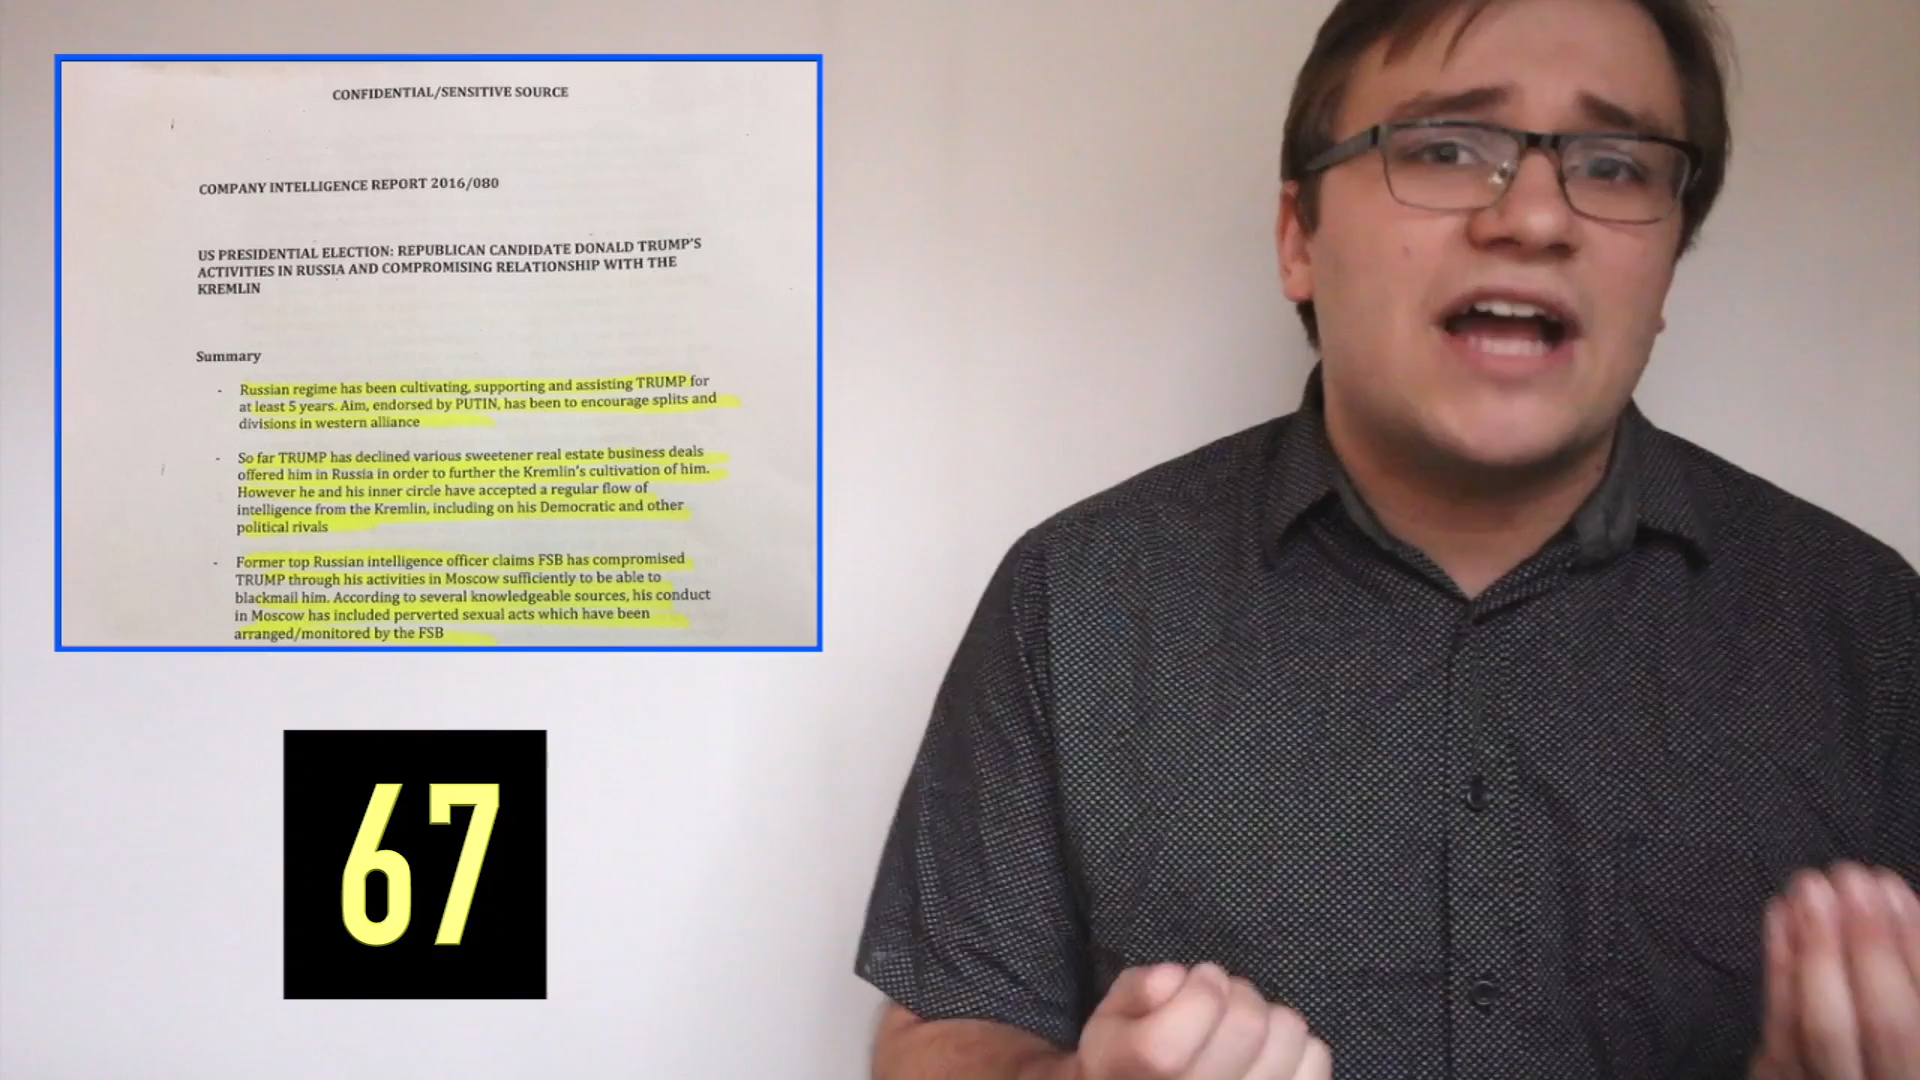 CONFIDENTIAL/SENSITIVE SOURCE
COMPANY INTELLIGENCE REPORT 2016/080
US PRESIDENTIAL ELECTION: REPUBLICAN CANDIDATE DONALD TRUMP'S
ACTIVITIES IN RUSSIA AND COMPROMISING RELATIONSHIP WITH THE
KREMLIN
Summary
- Russian regime has been cultivating, supporting and assisting TRUMP for
at least 5 years. Aim, endorsed by PUTIN, has been to encourage splits and
divisions in western alliance
- So far TRUMP has declined various sweetener real estate business deals
offered him in Russia in order to further the Kremlin's cultivation of him.
However he and his inner circle have accepted a regular flow of
intelligence from the Kremlin, including on his Democratic and other
political rivals
- Former top Russian intelligence officer claims FSB has compromised
TRUMP through his activities in Moscow sufficiently to be able to
blackmail him. According to several knowledgeable sources, his conduct
in Moscow has included perverted sexual acts which have been
arranged/monitored by the FSB
67